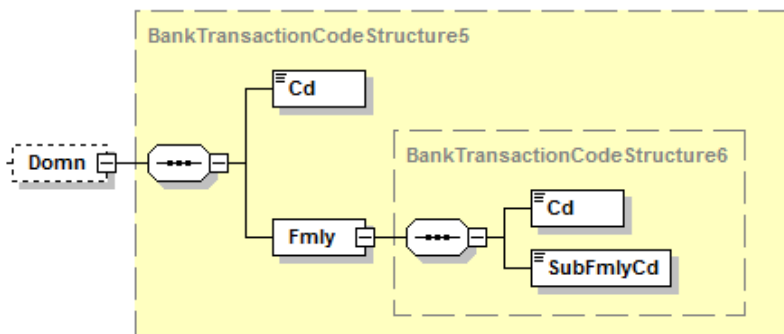 BankTransactionCodeStructure5
Cd
Domn
BankTransactionCodeStructure6
Cd
Fmly
SubFmlyCd